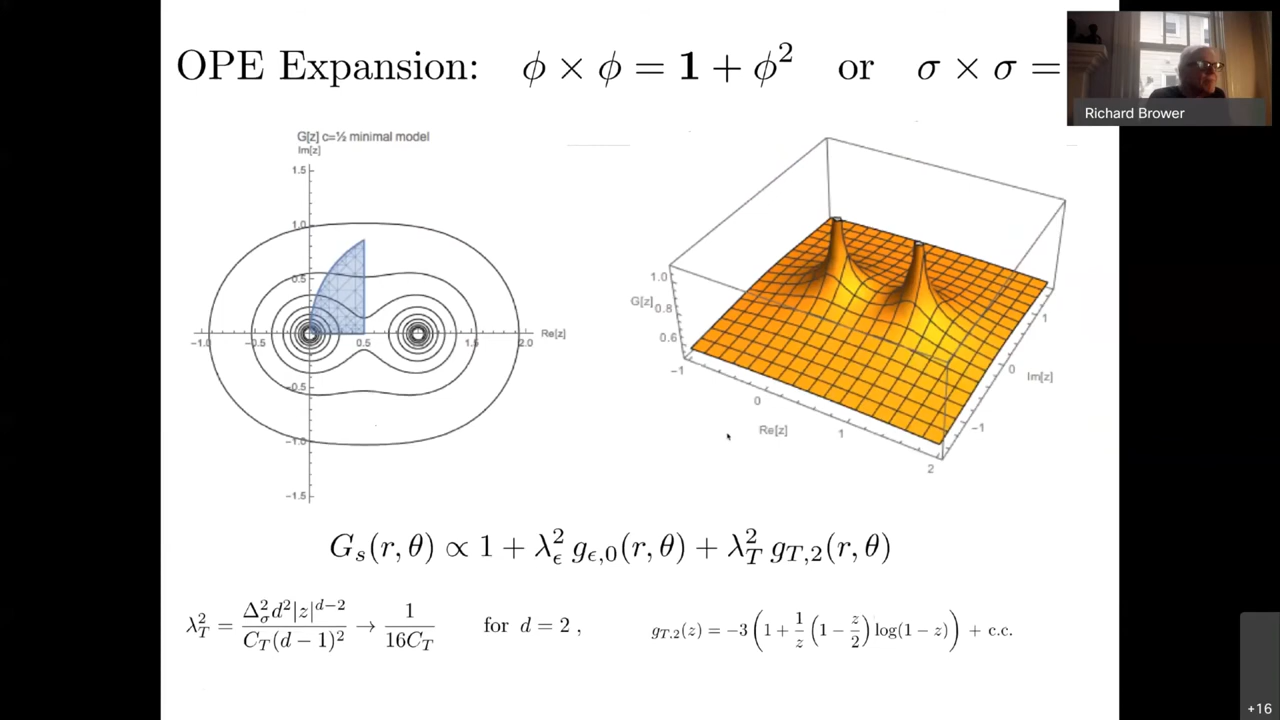 OPE Expansion: ϕ × ϕ = 1 + ϕ² or σ × σ =
Richard Brower
G[z] c=½ minimal model
Im[z]
1.5
1.0
0.5
-1.0 -0.5 0.5 1.5 2.0 Re[z]
-0.5
-1.0
-1.5
1.0
G[z] 0.8
0.6
-1 0 1 2
Re[z]
1
0
-1
Im[z]
G_s(r, θ) ∝ 1 + λ_ϵ² g_{ϵ,0}(r, θ) + λ_T² g_{T,2}(r, θ)
λ_T² = Δ_σ² d² |z|^{d−2} / C_T (d − 1)² → 1 / 16C_T for d = 2 ,
g_{T.2}(z) = −3 (1 + 1/z (1 − z/2) log(1 − z)) + c.c.
+16